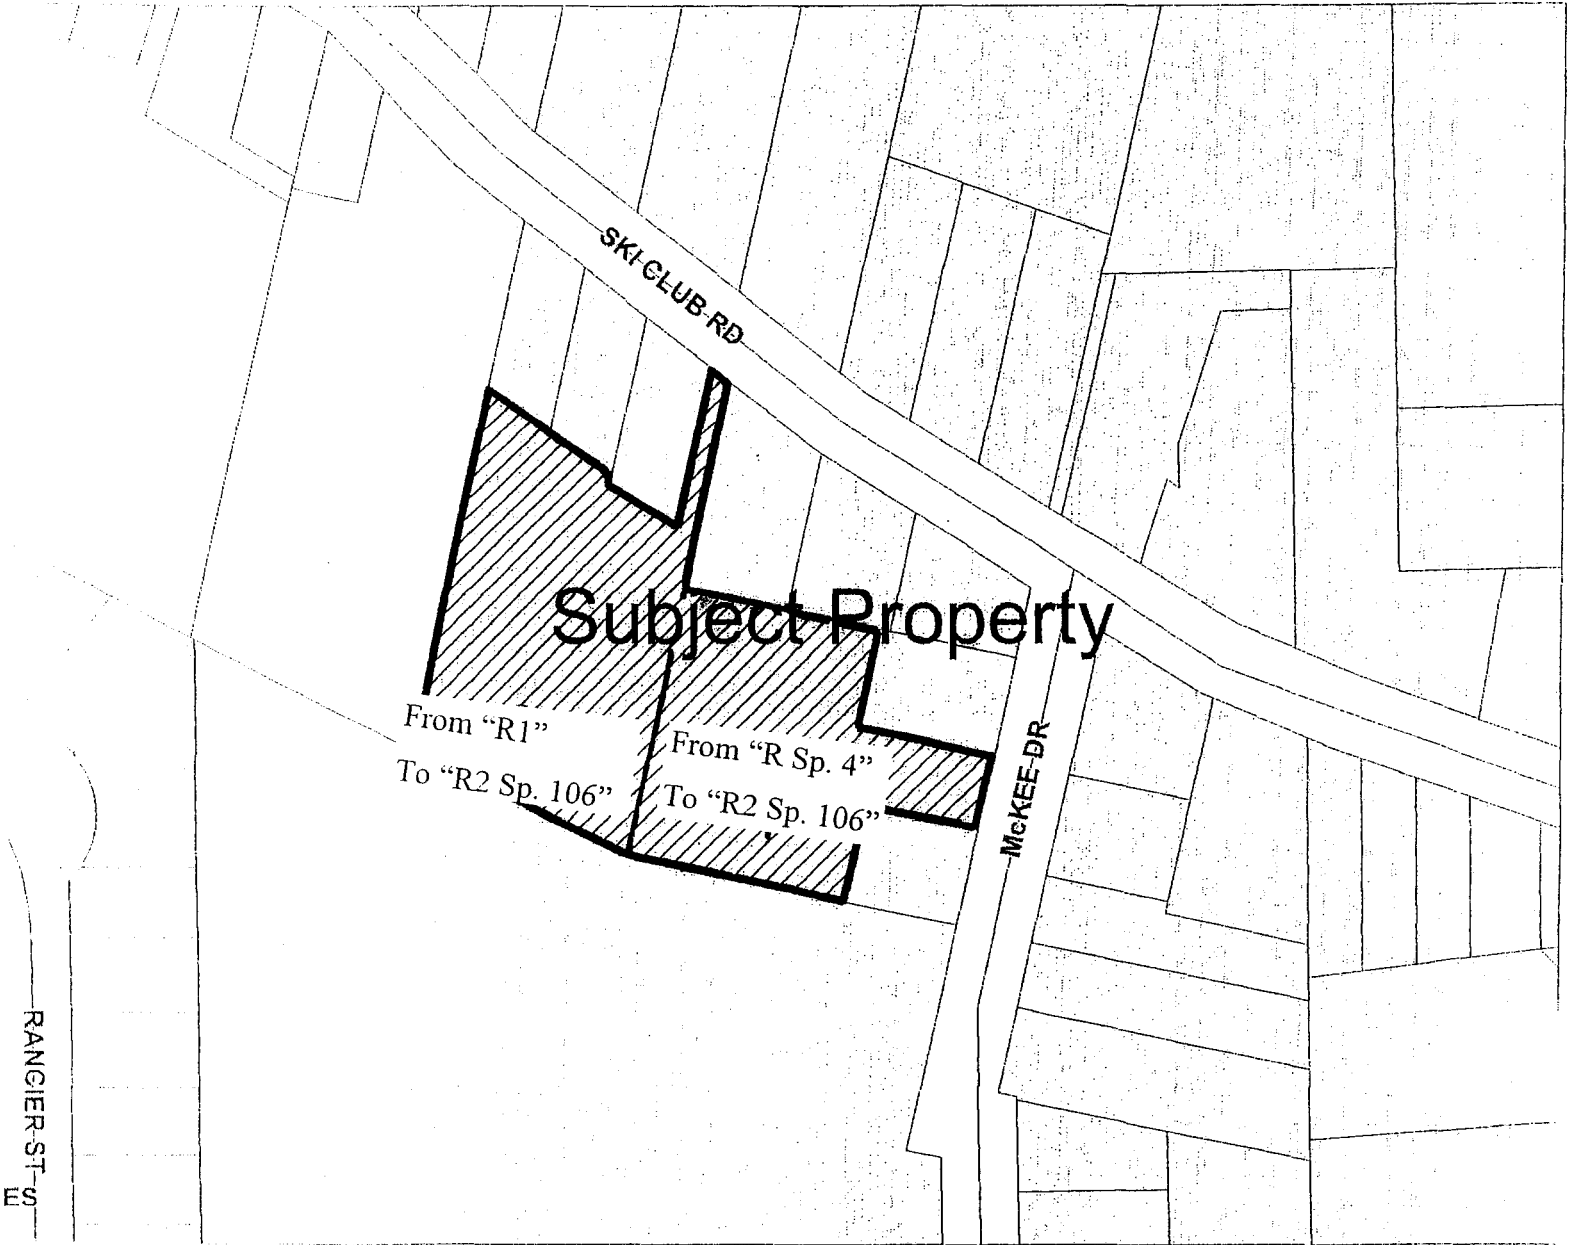 SKI CLUB RD
Subject Property
From “R1”
To “R2 Sp. 106”
From “R Sp. 4”
To “R2 Sp. 106”
McKEE DR
RANGIER ST
ES